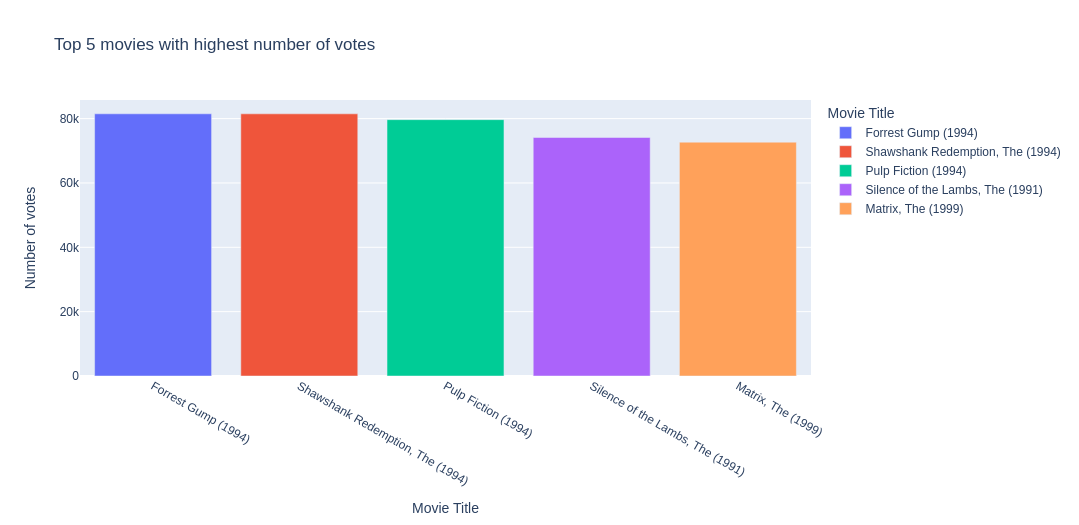 Top 5 movies with highest number of votes
Number of votes
80k
60k
40k
20k
0
Forrest Gump (1994)
Shawshank Redemption, The (1994)
Pulp Fiction (1994)
Silence of the Lambs, The (1991)
Matrix, The (1999)
Movie Title
Movie Title
Forrest Gump (1994)
Shawshank Redemption, The (1994)
Pulp Fiction (1994)
Silence of the Lambs, The (1991)
Matrix, The (1999)